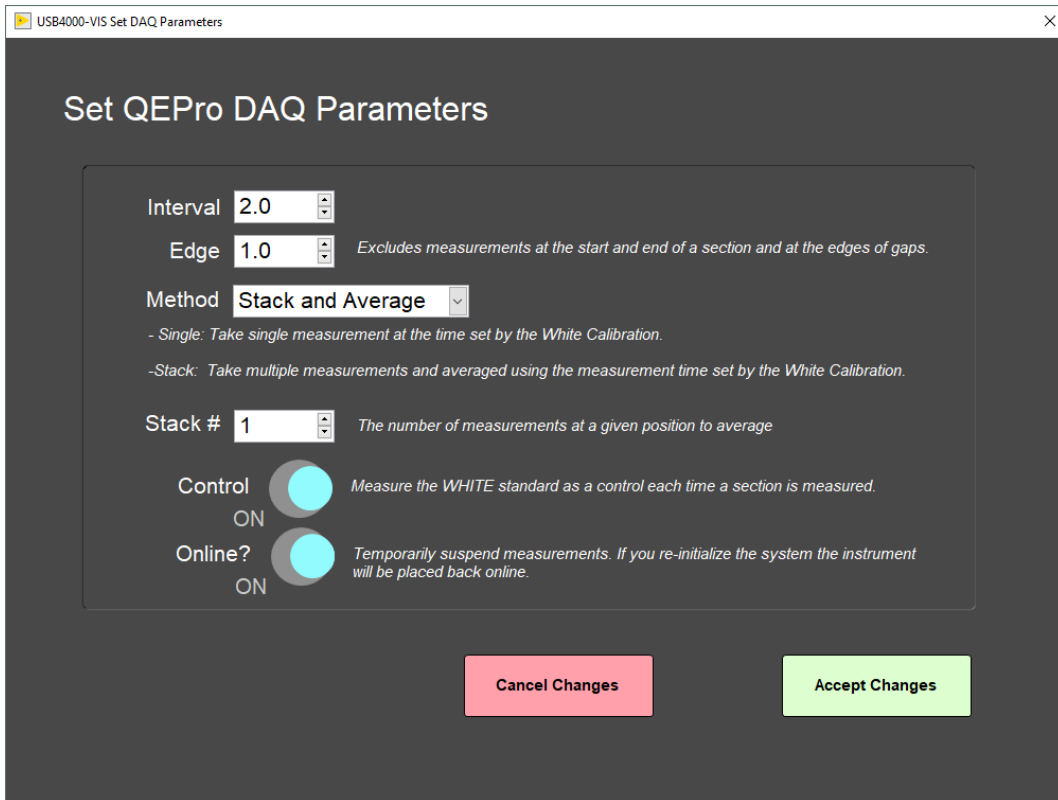 USB4000-VIS Set DAQ Parameters
Set QEPro DAQ Parameters
Interval 2.0
Edge 1.0 Excludes measurements at the start and end of a section and at the edges of gaps.
Method Stack and Average
- Single: Take single measurement at the time set by the White Calibration.
-Stack: Take multiple measurements and averaged using the measurement time set by the White Calibration.
Stack # 1 The number of measurements at a given position to average
Control Measure the WHITE standard as a control each time a section is measured.
ON
Online? Temporarily suspend measurements. If you re-initialize the system the instrument
will be placed back online.
ON
Cancel Changes Accept Changes